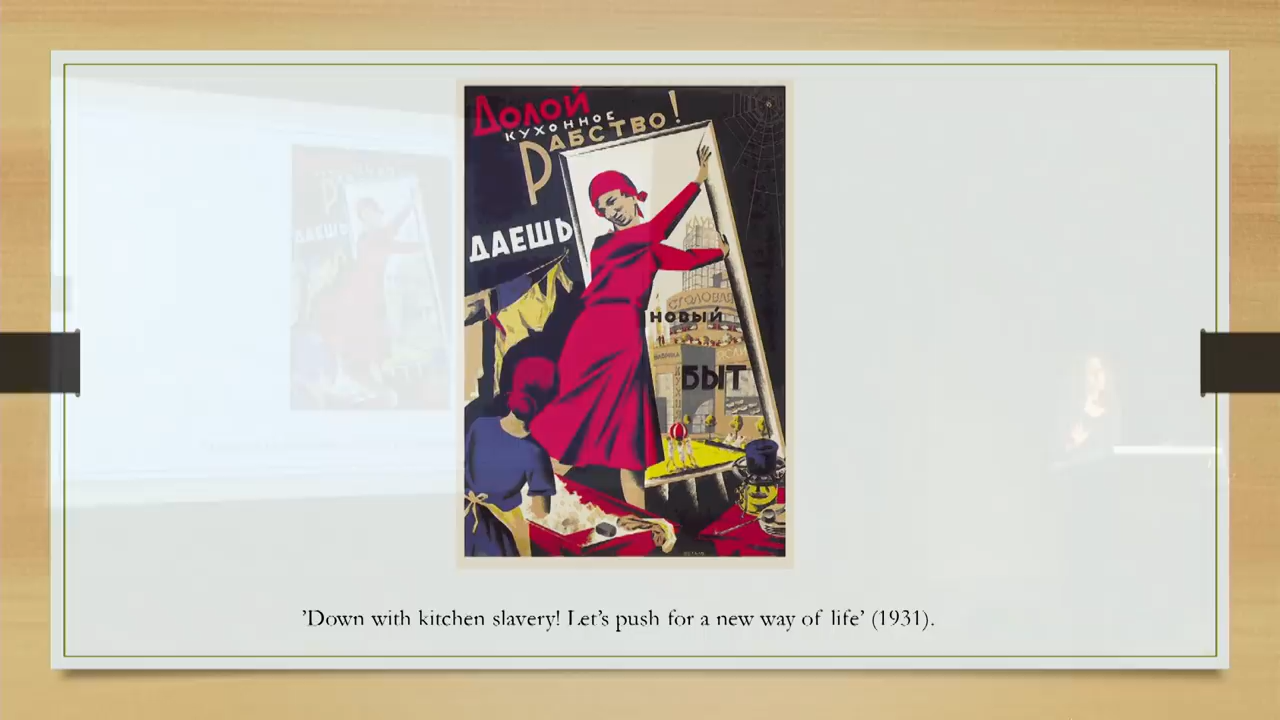 Долой
кухонное
Рабство!
ДАЕШЬ
КЛУБ
СТОЛОВАЯ
НОВЫЙ
БЫТ
’Down with kitchen slavery! Let’s push for a new way of life’ (1931).